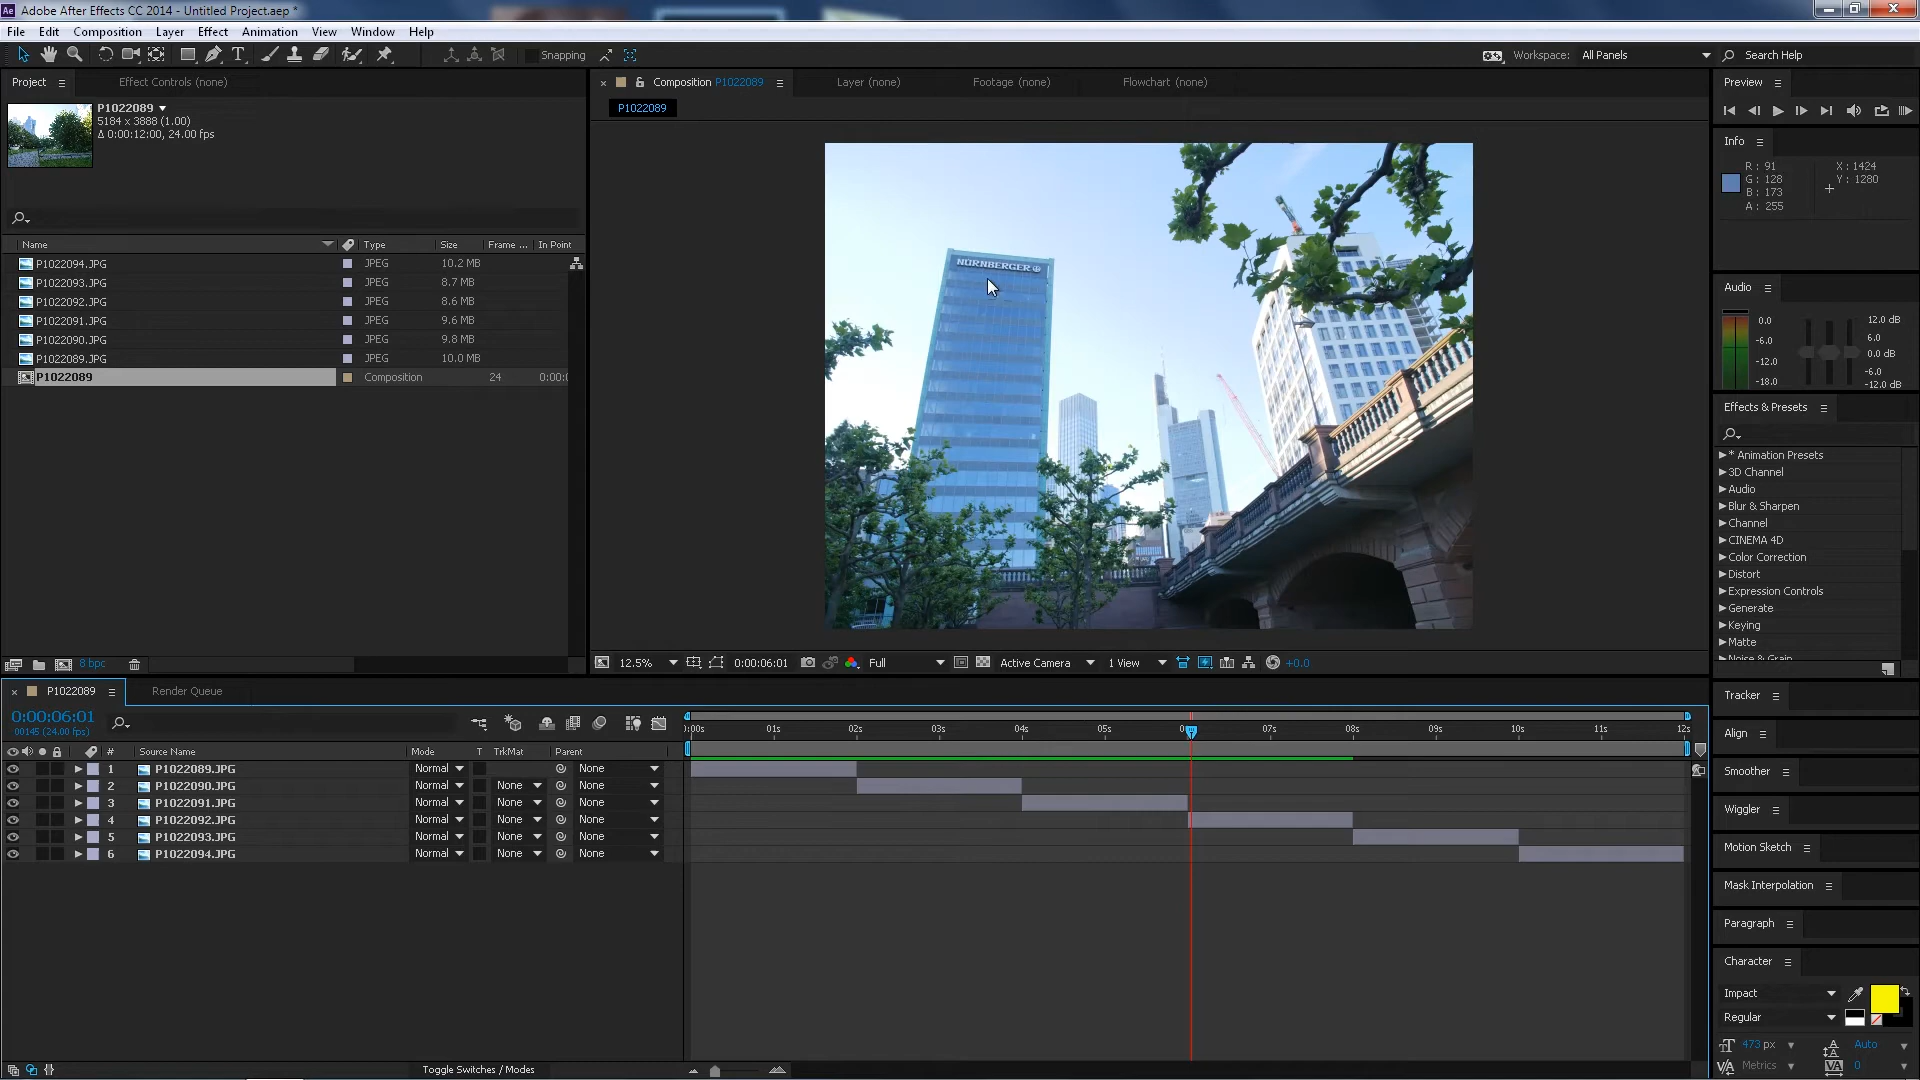 Ae Adobe After Effects CC 2014 - Untitled Project.aep *
File Edit Composition Layer Effect Animation View Window Help
Snapping
Workspace: All Panels
Search Help
Project
Effect Controls (none)
P1022089
5184 x 3888 (1.00)
Δ 0:00:12:00, 24.00 fps
Name Type Size Frame ... In Point
P1022094.JPG JPEG 10.2 MB
P1022093.JPG JPEG 8.7 MB
P1022092.JPG JPEG 8.6 MB
P1022091.JPG JPEG 9.6 MB
P1022090.JPG JPEG 9.8 MB
P1022089.JPG JPEG 10.0 MB
P1022089 Composition 24 0:00:0
8 bpc
Composition P1022089
Layer (none)
Footage (none)
Flowchart (none)
P1022089
NÜRNBERGER
12.5% 0:00:06:01 Full Active Camera 1 View +0.0
Preview
Info
R: 91 X: 1424
G: 128 Y: 1280
B: 173
A: 255
Audio
0.0 12.0 dB
-6.0 6.0
-12.0 0.0 dB
-18.0 -6.0
-12.0 dB
Effects & Presets
* Animation Presets
3D Channel
Audio
Blur & Sharpen
Channel
CINEMA 4D
Color Correction
Distort
Expression Controls
Generate
Keying
Matte
Noise & Grain
Tracker
Align
Smoother
Wiggler
Motion Sketch
Mask Interpolation
Paragraph
Character
Impact
Regular
473 px Auto
Metrics 0
P1022089
Render Queue
0:00:06:01
00145 (24.00 fps)
):00s 01s 02s 03s 04s 05s 07s 08s 09s 10s 11s 12s
# Source Name Mode T TrkMat Parent
1 P1022089.JPG Normal None
2 P1022090.JPG Normal None None
3 P1022091.JPG Normal None None
4 P1022092.JPG Normal None None
5 P1022093.JPG Normal None None
6 P1022094.JPG Normal None None
Toggle Switches / Modes